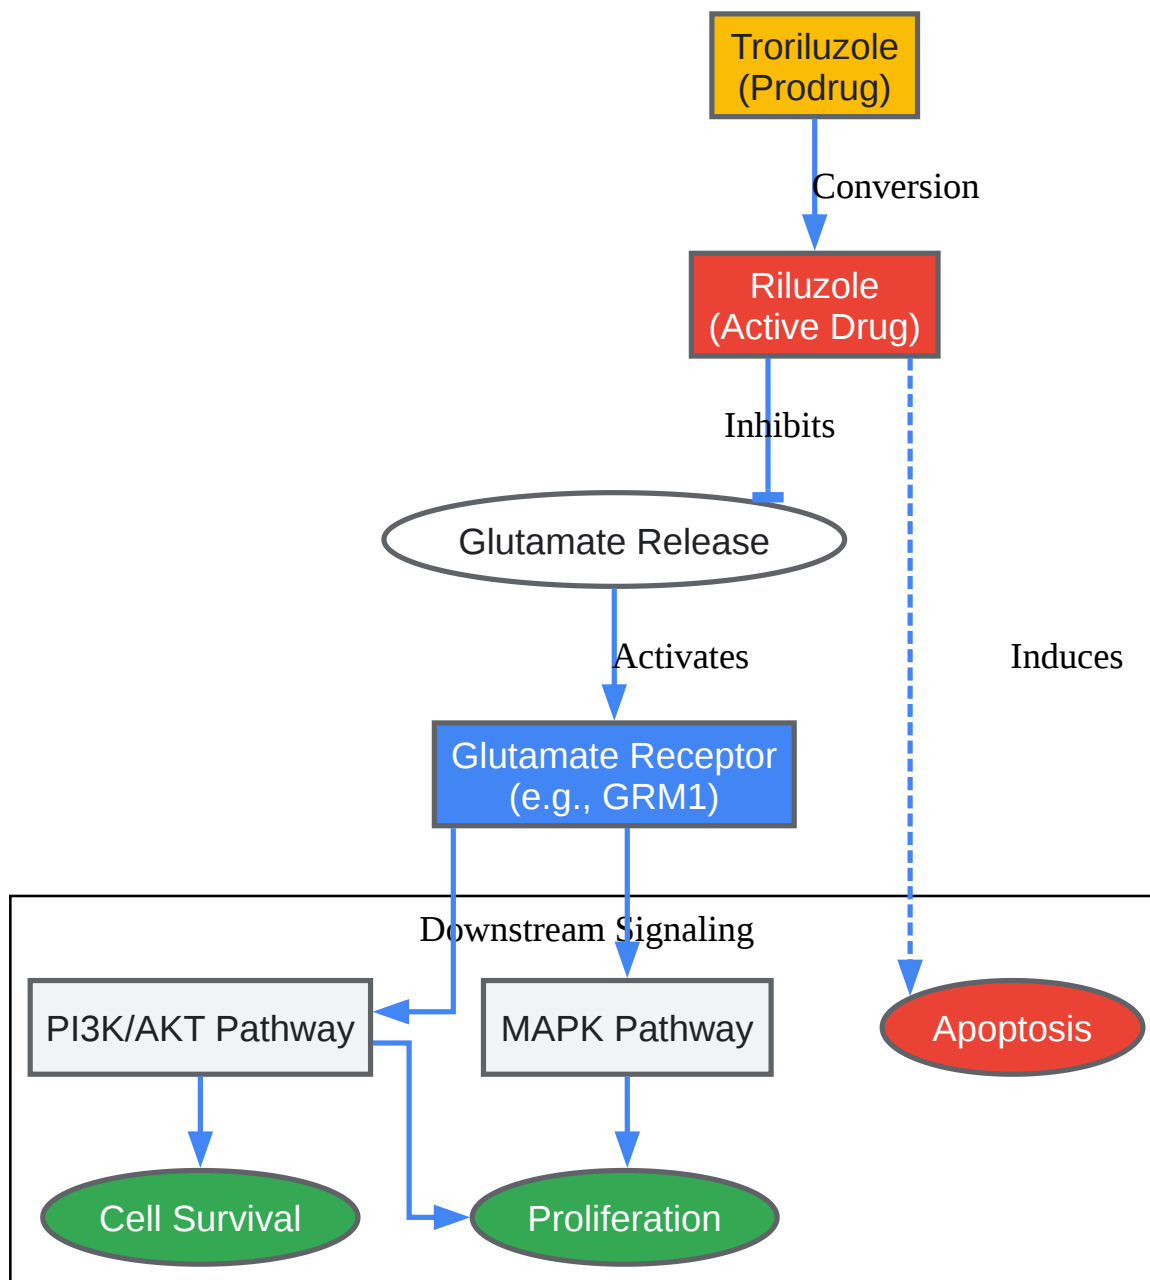 Troriluzole
(Prodrug)
Conversion
Riluzole
(Active Drug)
Inhibits
Glutamate Release
Activates
Induces
Glutamate Receptor
(e.g., GRM1)
Downstream Signaling
PI3K/AKT Pathway
MAPK Pathway
Apoptosis
Cell Survival
Proliferation